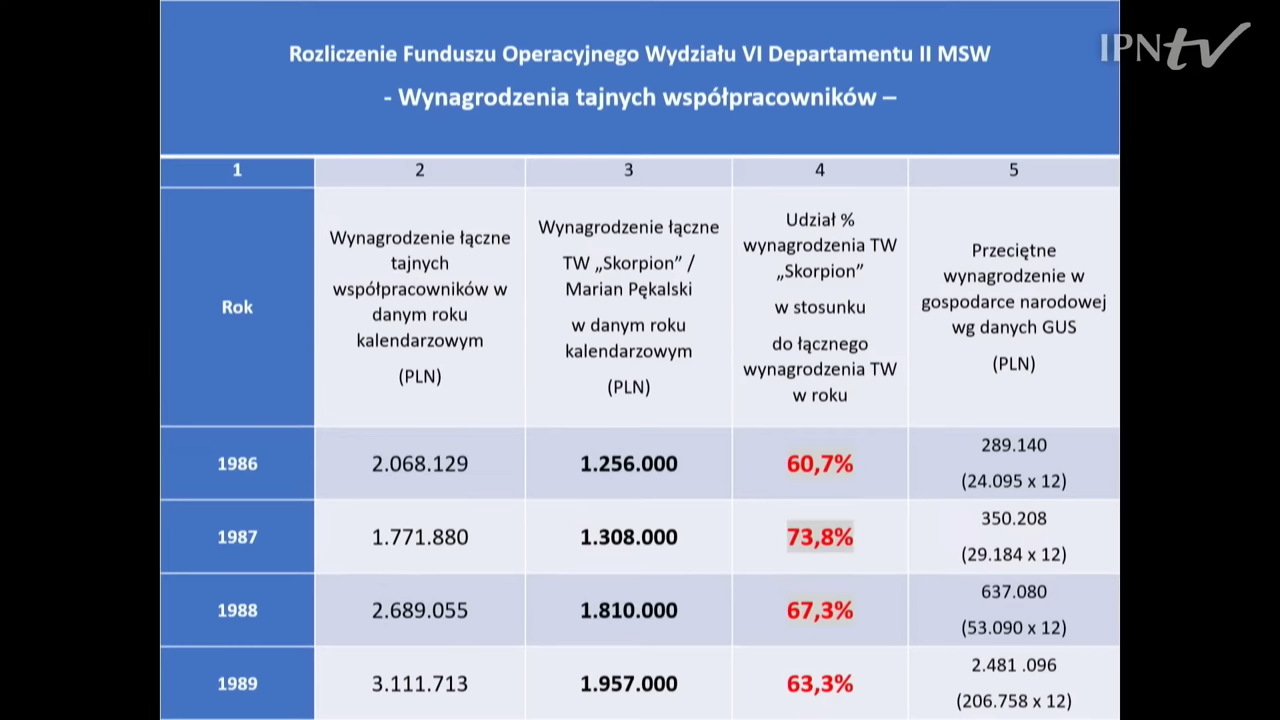 IPNtv
Rozliczenie Funduszu Operacyjnego Wydziału VI Departamentu II MSW
- Wynagrodzenia tajnych współpracowników –
1
2
3
4
5
Rok
Wynagrodzenie łączne
tajnych
współpracowników w
danym roku
kalendarzowym
(PLN)
Wynagrodzenie łączne
TW „Skorpion” /
Marian Pękalski
w danym roku
kalendarzowym
(PLN)
Udział %
wynagrodzenia TW
„Skorpion”
w stosunku
do łącznego
wynagrodzenia TW
w roku
Przeciętne
wynagrodzenie w
gospodarce narodowej
wg danych GUS
(PLN)
1986
2.068.129
1.256.000
60,7%
289.140
(24.095 x 12)
1987
1.771.880
1.308.000
73,8%
350.208
(29.184 x 12)
1988
2.689.055
1.810.000
67,3%
637.080
(53.090 x 12)
1989
3.111.713
1.957.000
63,3%
2.481 .096
(206.758 x 12)